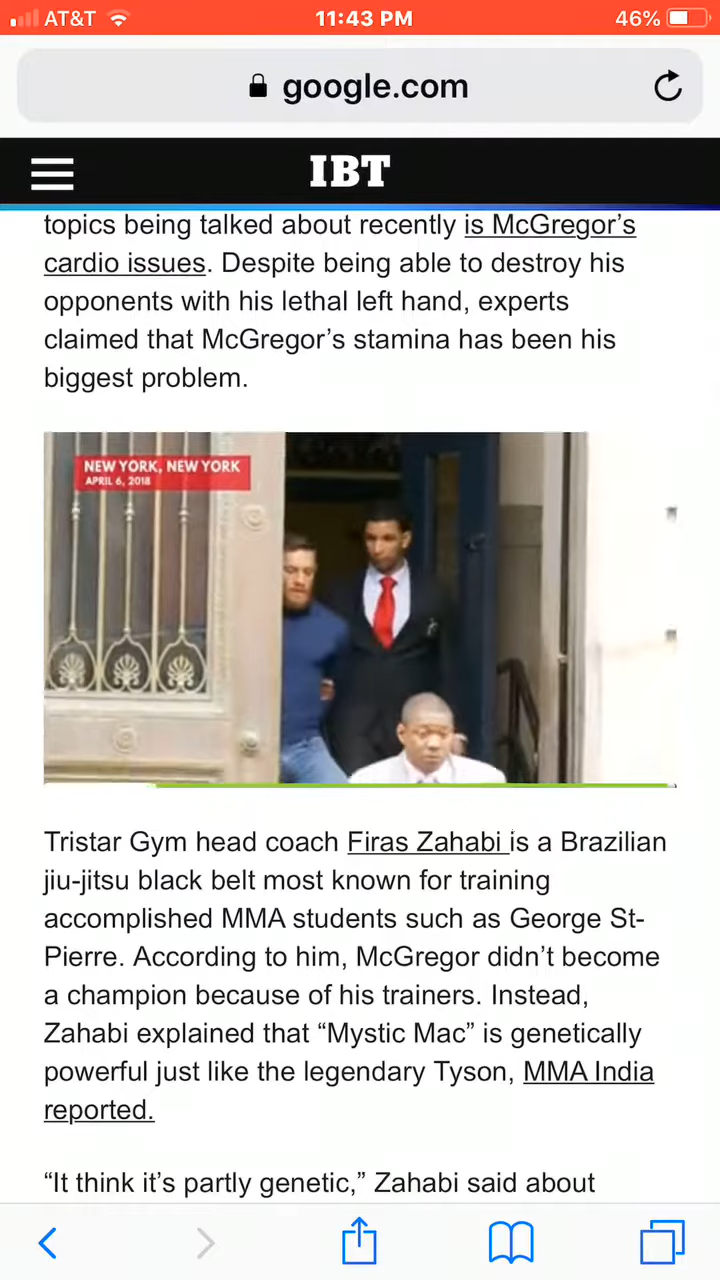 AT&T 11:43 PM 46%
google.com
IBT
topics being talked about recently is McGregor’s
cardio issues. Despite being able to destroy his
opponents with his lethal left hand, experts
claimed that McGregor’s stamina has been his
biggest problem.
NEW YORK, NEW YORK
APRIL 6, 2018
Tristar Gym head coach Firas Zahabi is a Brazilian
jiu-jitsu black belt most known for training
accomplished MMA students such as George St-
Pierre. According to him, McGregor didn’t become
a champion because of his trainers. Instead,
Zahabi explained that “Mystic Mac” is genetically
powerful just like the legendary Tyson, MMA India
reported.
“It think it’s partly genetic,” Zahabi said about